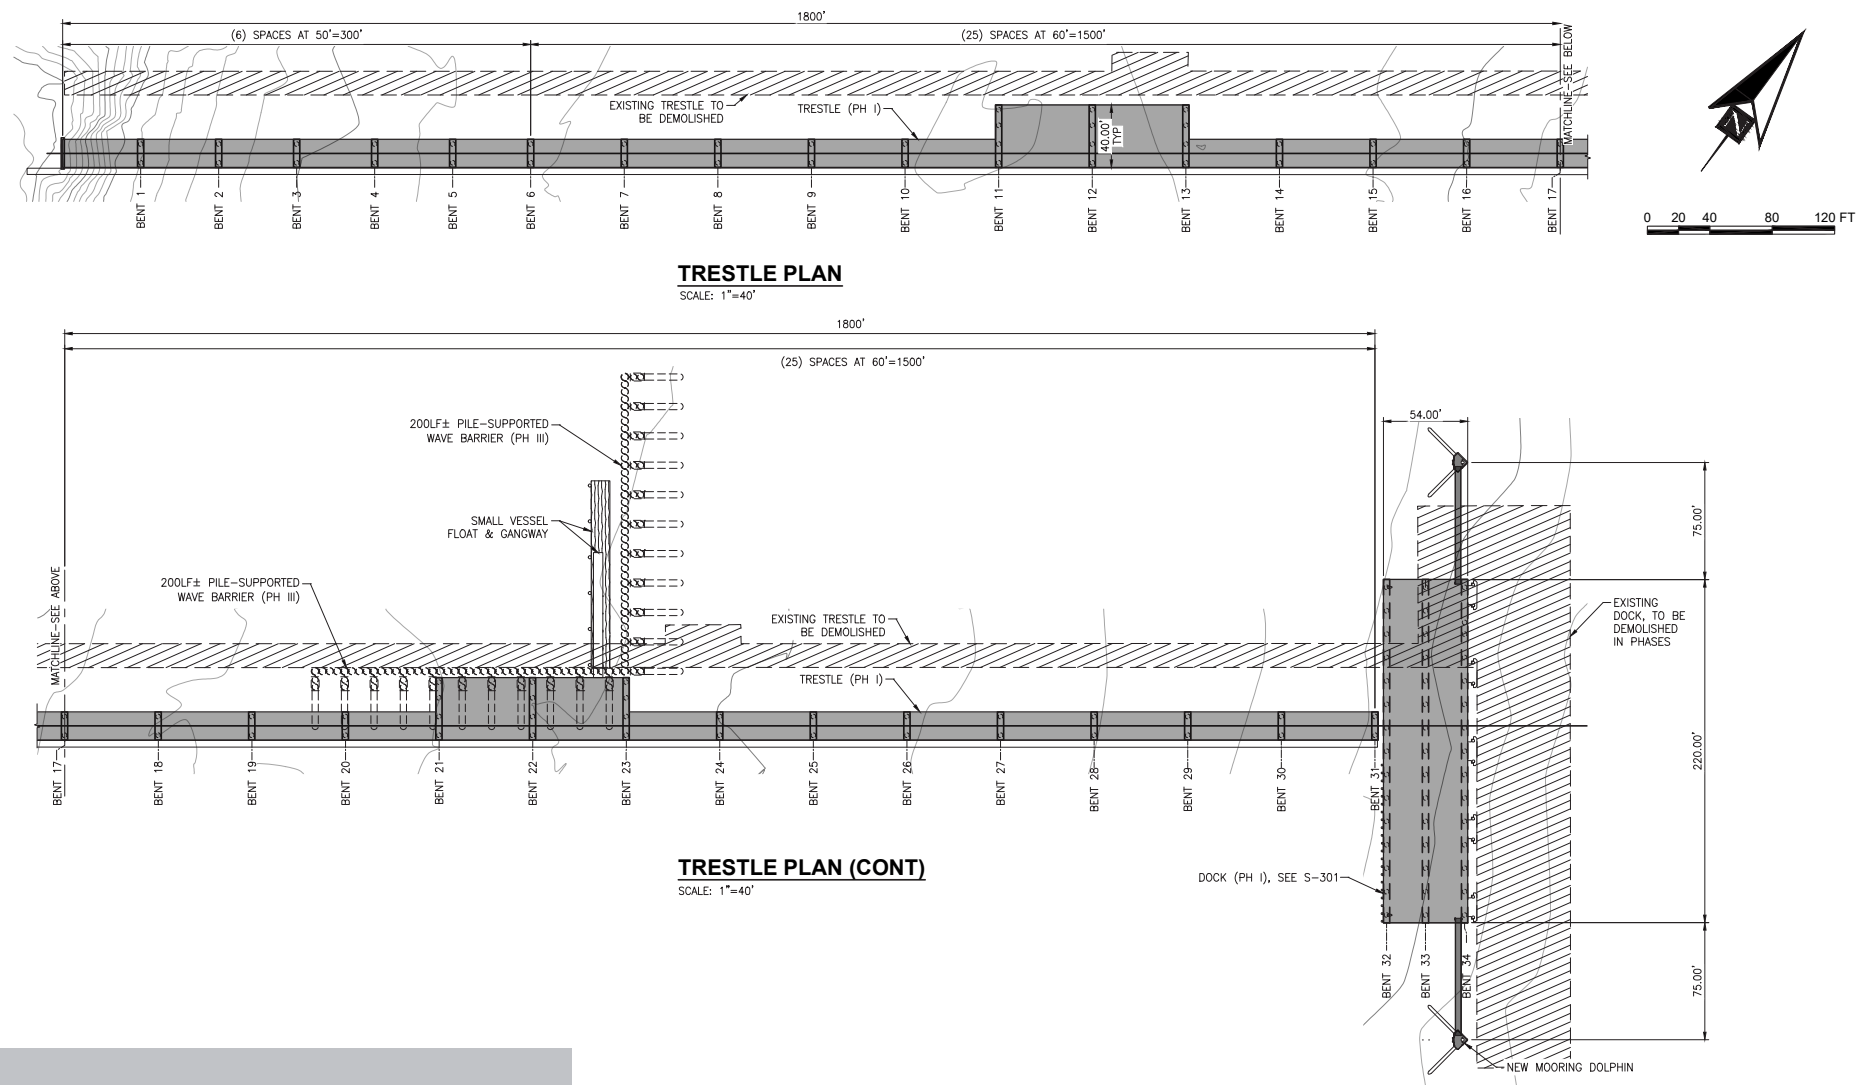 1800'
(6) SPACES AT 50'=300'
(25) SPACES AT 60'=1500'
MATCHLINE-SEE BELOW
EXISTING TRESTLE TO
BE DEMOLISHED
TRESTLE (PH I)
40.00'
TYP
BENT 1
BENT 2
BENT 3
BENT 4
BENT 5
BENT 6
BENT 7
BENT 8
BENT 9
BENT 10
BENT 11
BENT 12
BENT 13
BENT 14
BENT 15
BENT 16
BENT 17
N
0 20 40 80 120 FT
TRESTLE PLAN
SCALE: 1"=40'
1800'
(25) SPACES AT 60'=1500'
200LF± PILE-SUPPORTED
WAVE BARRIER (PH III)
54.00'
75.00'
SMALL VESSEL
FLOAT & GANGWAY
MATCHLINE-SEE ABOVE
200LF± PILE-SUPPORTED
WAVE BARRIER (PH III)
EXISTING TRESTLE TO
BE DEMOLISHED
EXISTING
DOCK, TO BE
DEMOLISHED
IN PHASES
TRESTLE (PH I)
220.00'
BENT 17
BENT 18
BENT 19
BENT 20
BENT 21
BENT 22
BENT 23
BENT 24
BENT 25
BENT 26
BENT 27
BENT 28
BENT 29
BENT 30
BENT 31
TRESTLE PLAN (CONT)
SCALE: 1"=40'
DOCK (PH I), SEE S-301
BENT 32
BENT 33
BENT 34
75.00'
NEW MOORING DOLPHIN